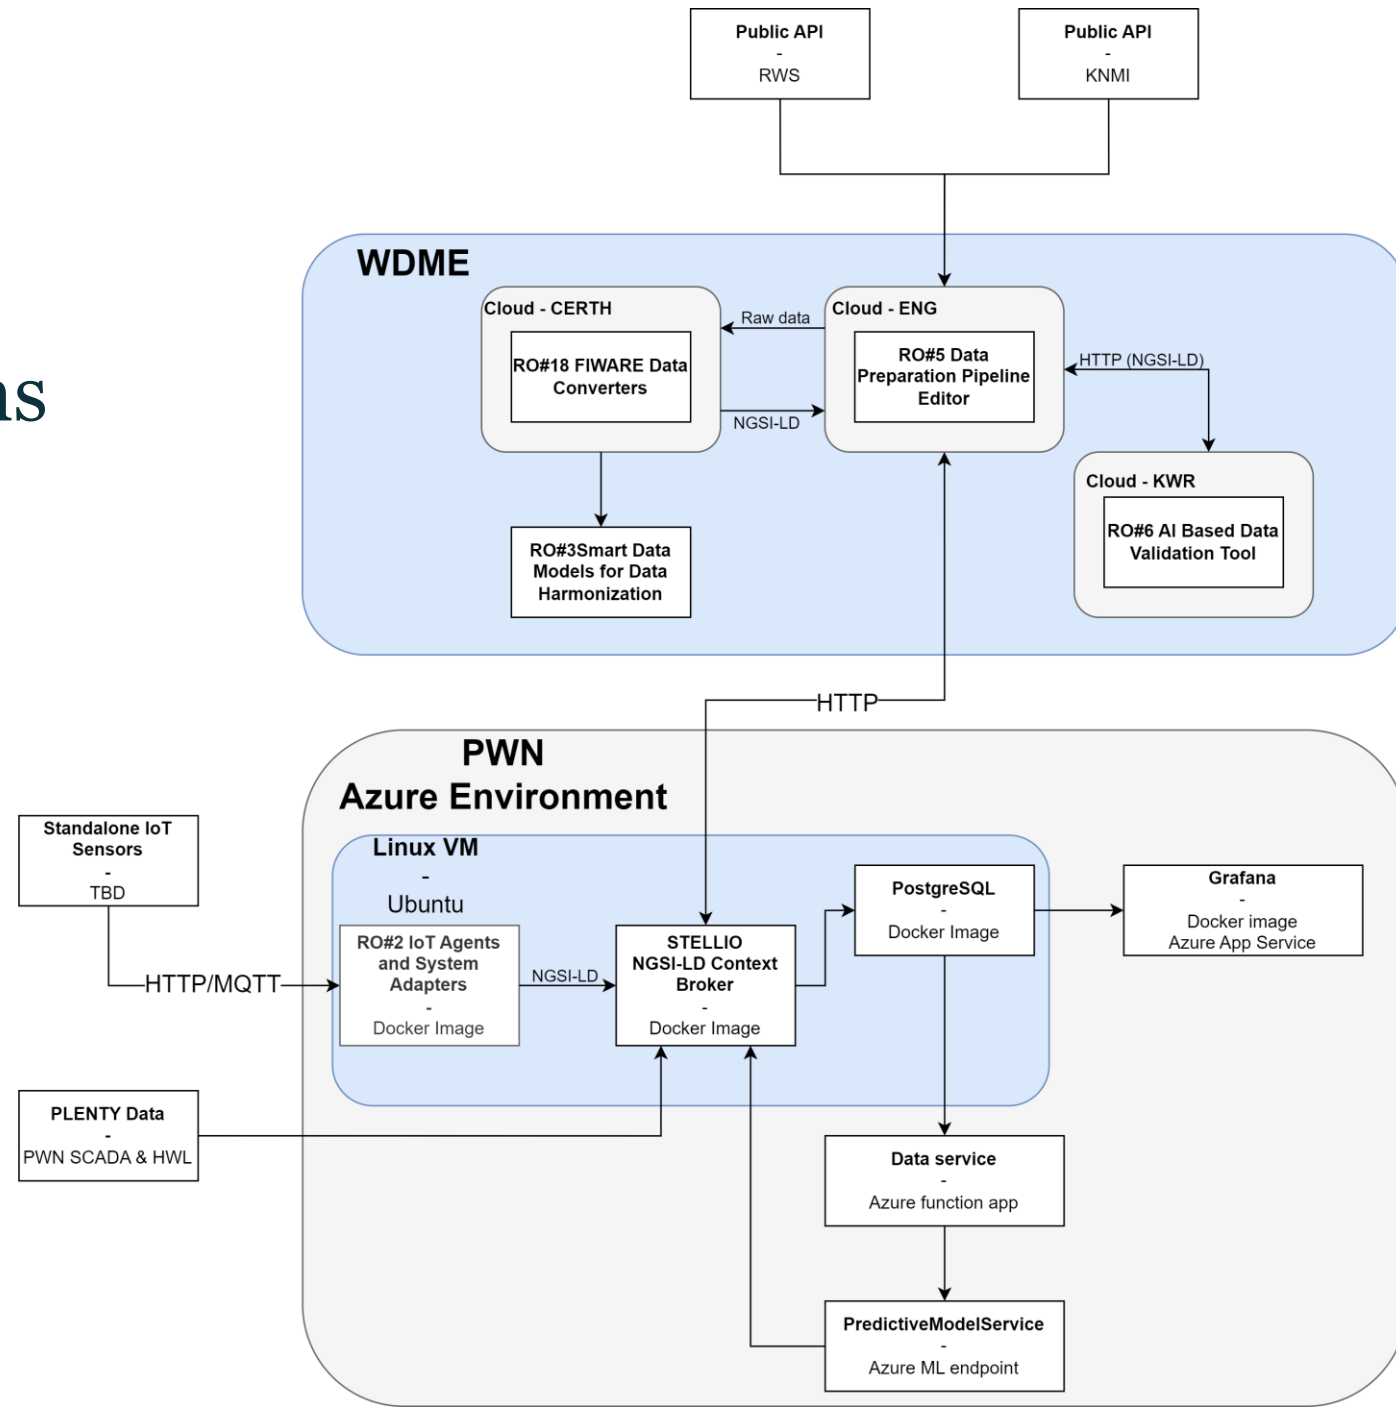 Public API
-
RWS
Public API
-
KNMI
WDME
Cloud - CERTH
RO#18 FIWARE Data
Converters
Raw data
NGSI-LD
Cloud - ENG
RO#5 Data
Preparation Pipeline
Editor
HTTP (NGSI-LD)
Cloud - KWR
RO#6 AI Based Data
Validation Tool
RO#3Smart Data
Models for Data
Harmonization
HTTP
PWN
Azure Environment
Standalone IoT
Sensors
-
TBD
HTTP/MQTT
Linux VM
-
Ubuntu
RO#2 IoT Agents
and System
Adapters
-
Docker Image
NGSI-LD
STELLIO
NGSI-LD Context
Broker
-
Docker Image
PostgreSQL
-
Docker Image
Grafana
-
Docker image
Azure App Service
PLENTY Data
-
PWN SCADA & HWL
Data service
-
Azure function app
PredictiveModelService
-
Azure ML endpoint